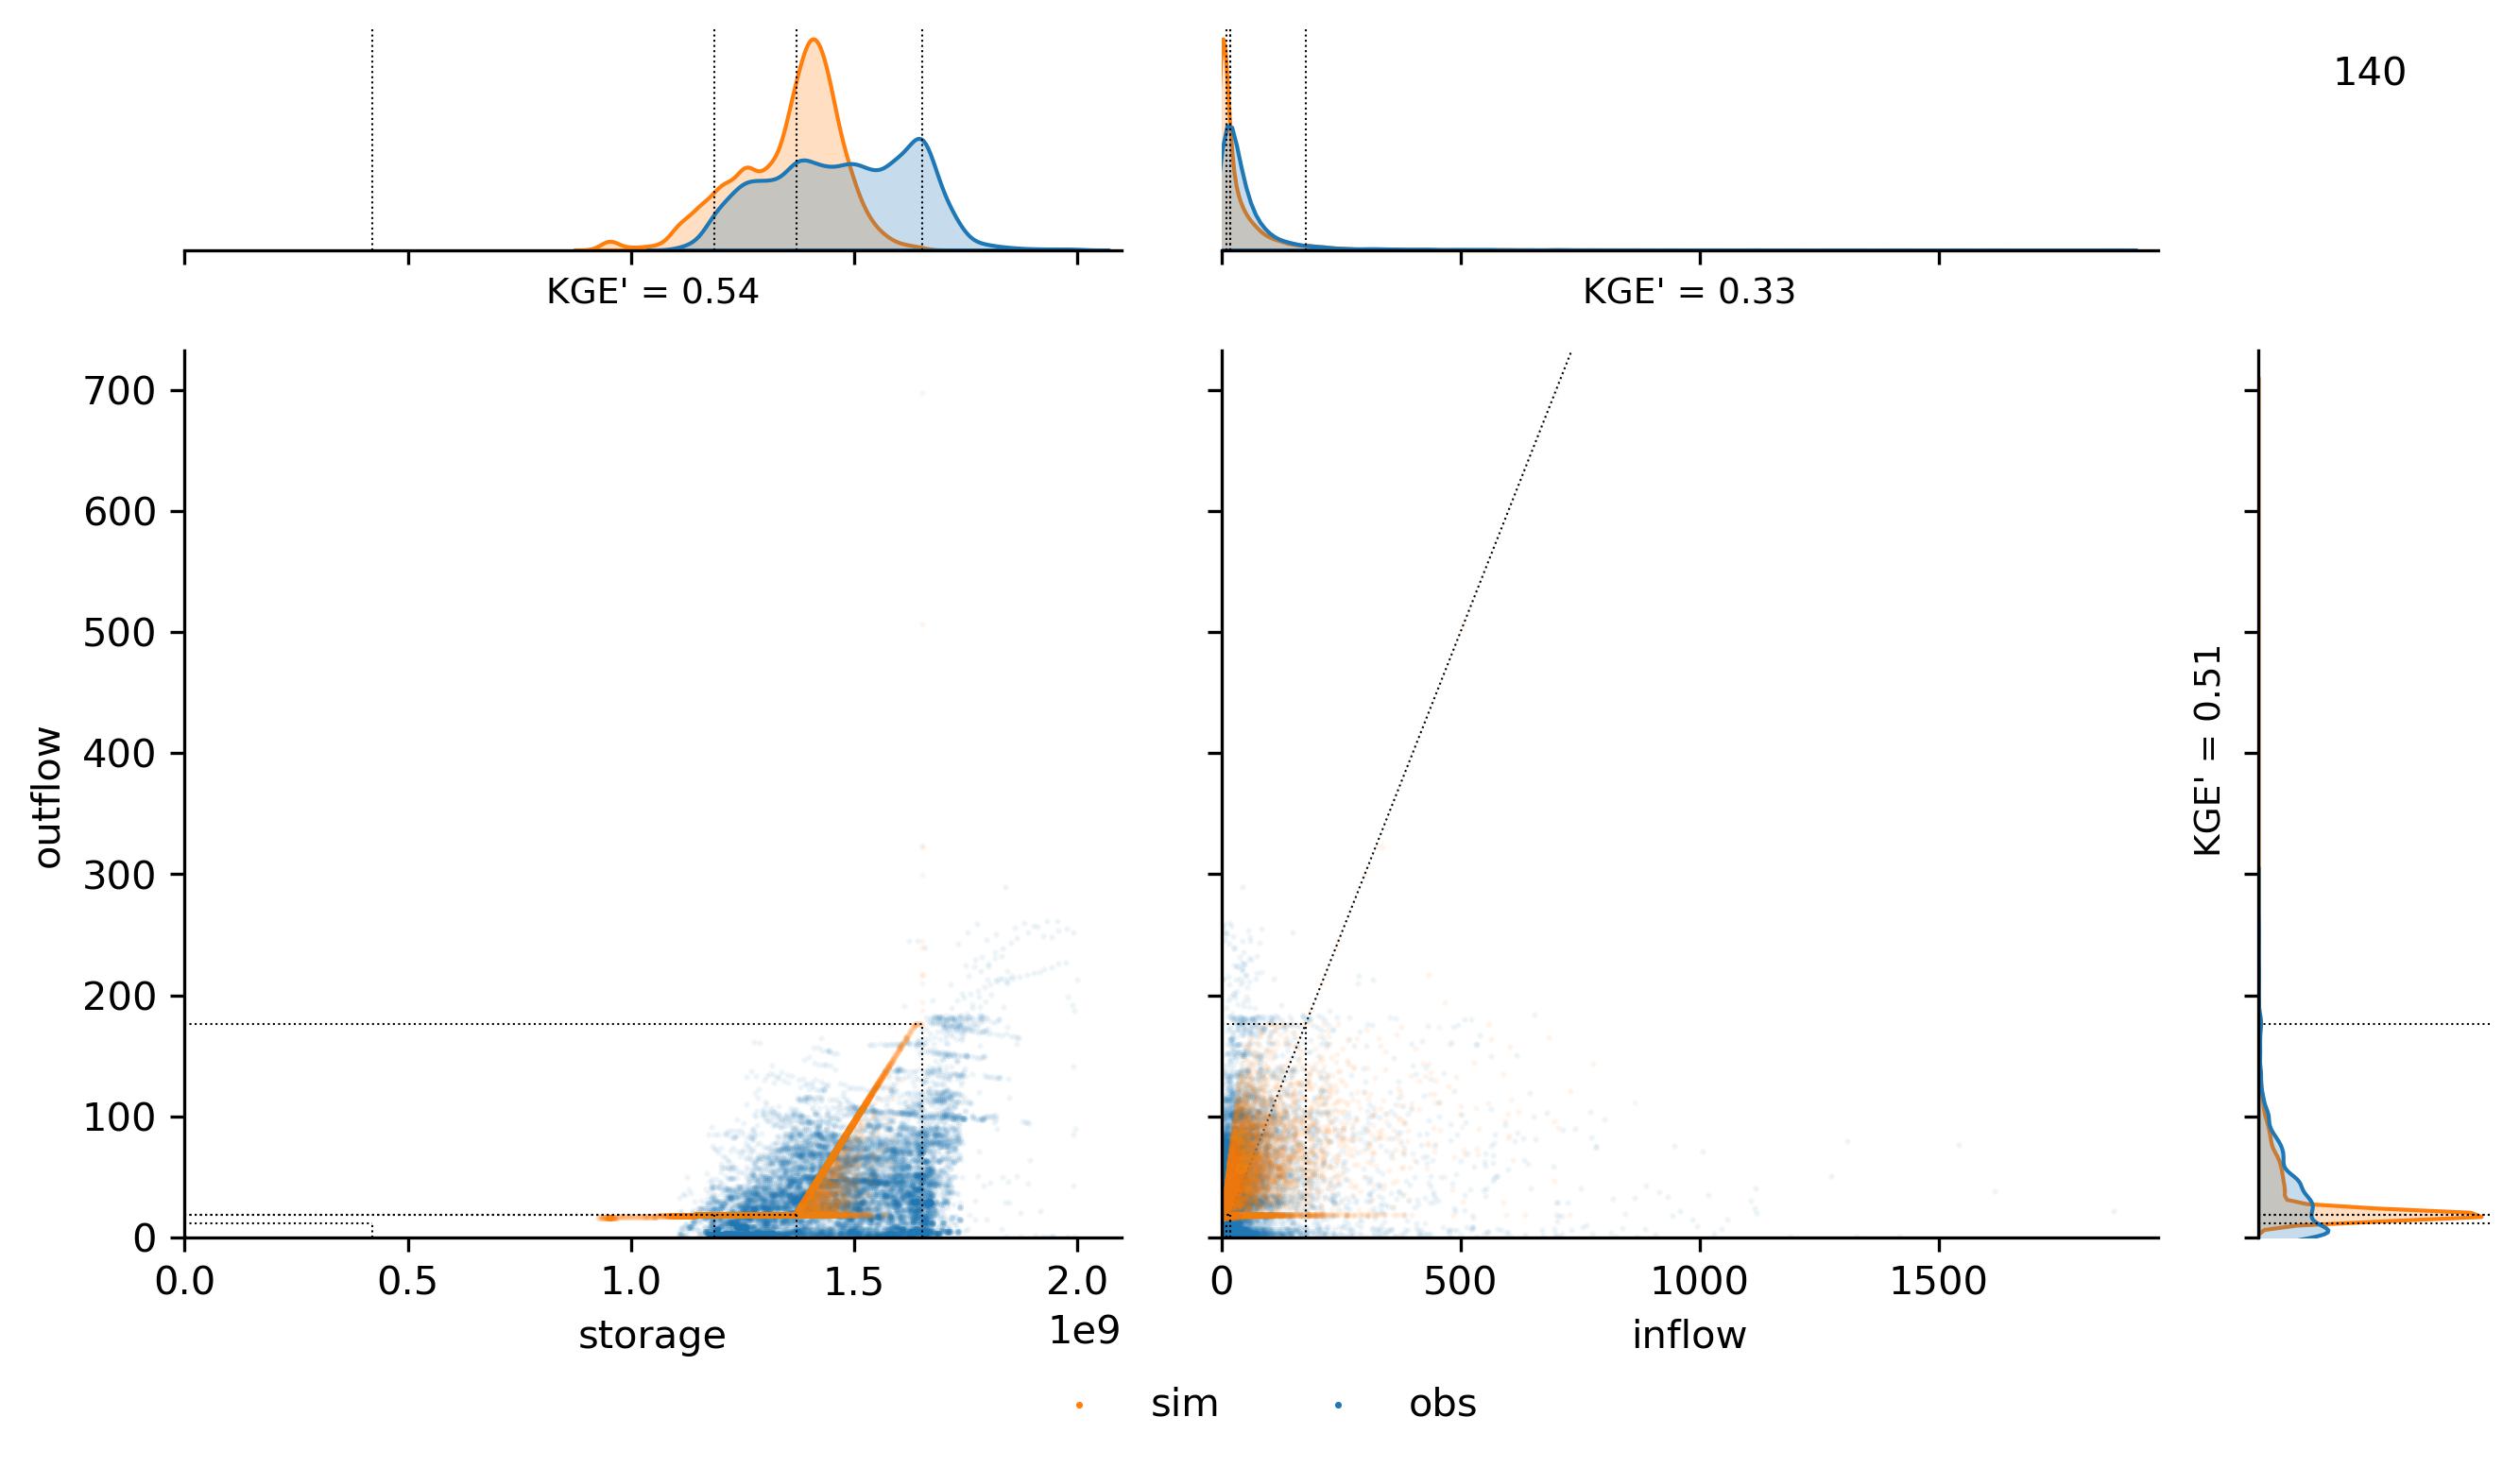 140
KGE' = 0.54
KGE' = 0.33
700
600
500
400
300
200
100
0
outflow
KGE' = 0.51
0.0 0.5 1.0 1.5 2.0
1e9
storage
0 500 1000 1500
inflow
sim obs